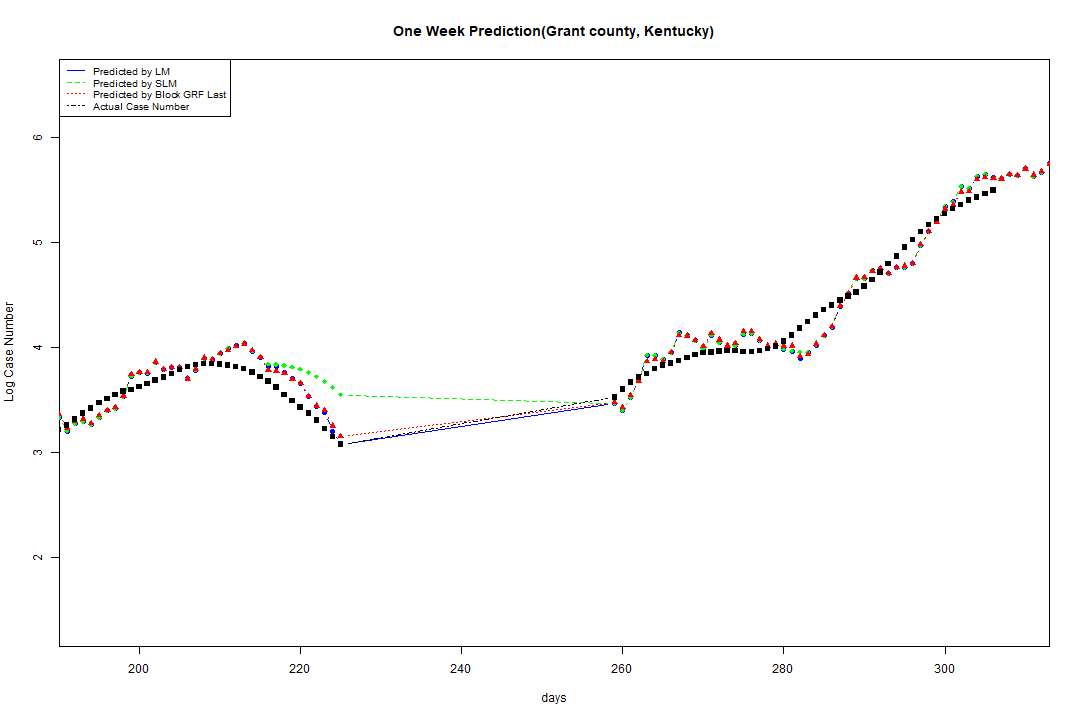 One Week Prediction(Grant county, Kentucky)
Predicted by LM
Predicted by SLM
Predicted by Block GRF Last
Actual Case Number
6
5
4
3
2
Log Case Number
200
220
240
260
280
300
days